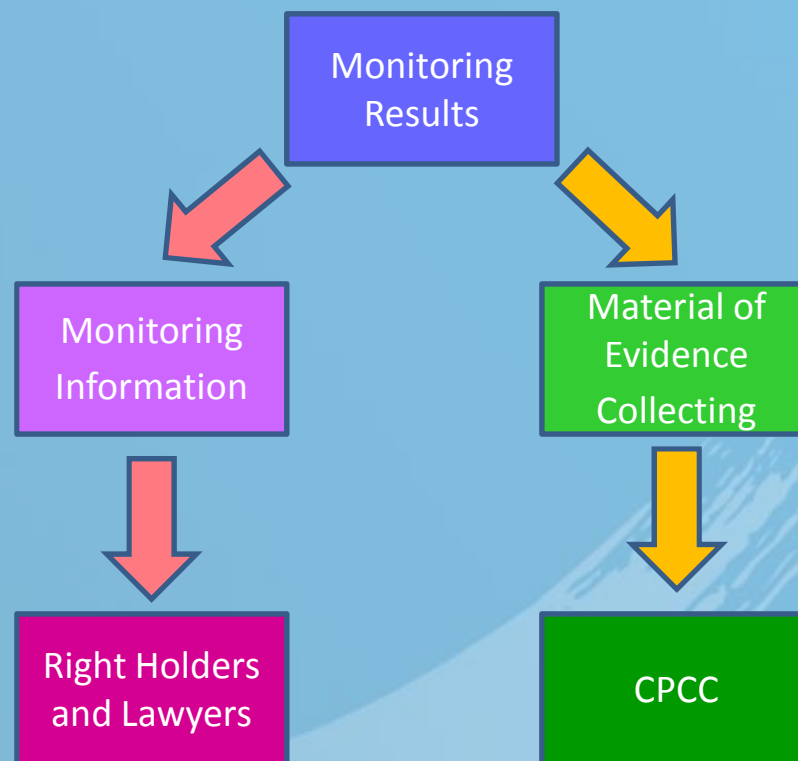 Monitoring
Results
Monitoring
Information
Material of
Evidence
Collecting
Right Holders
and Lawyers
CPCC